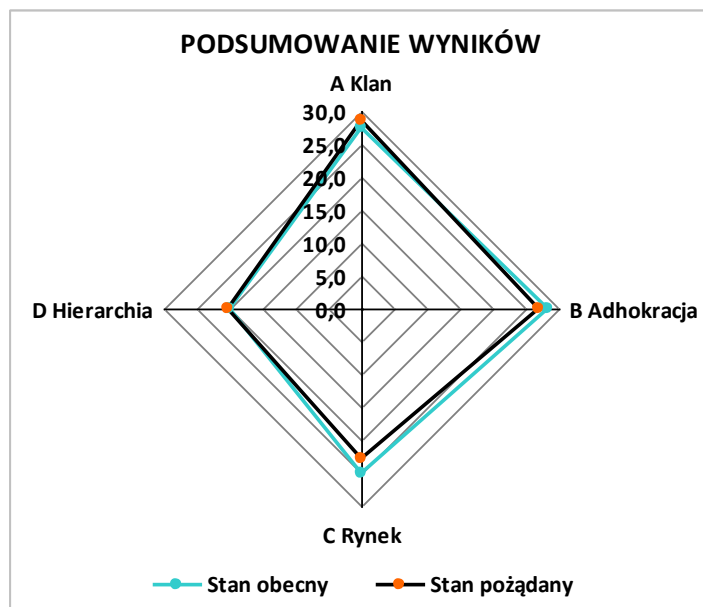 PODSUMOWANIE WYNIKÓW
A Klan
30,0
25,0
20,0
15,0
10,0
5,0
0,0
D Hierarchia
B Adhokracja
C Rynek
Stan obecny
Stan pożądany